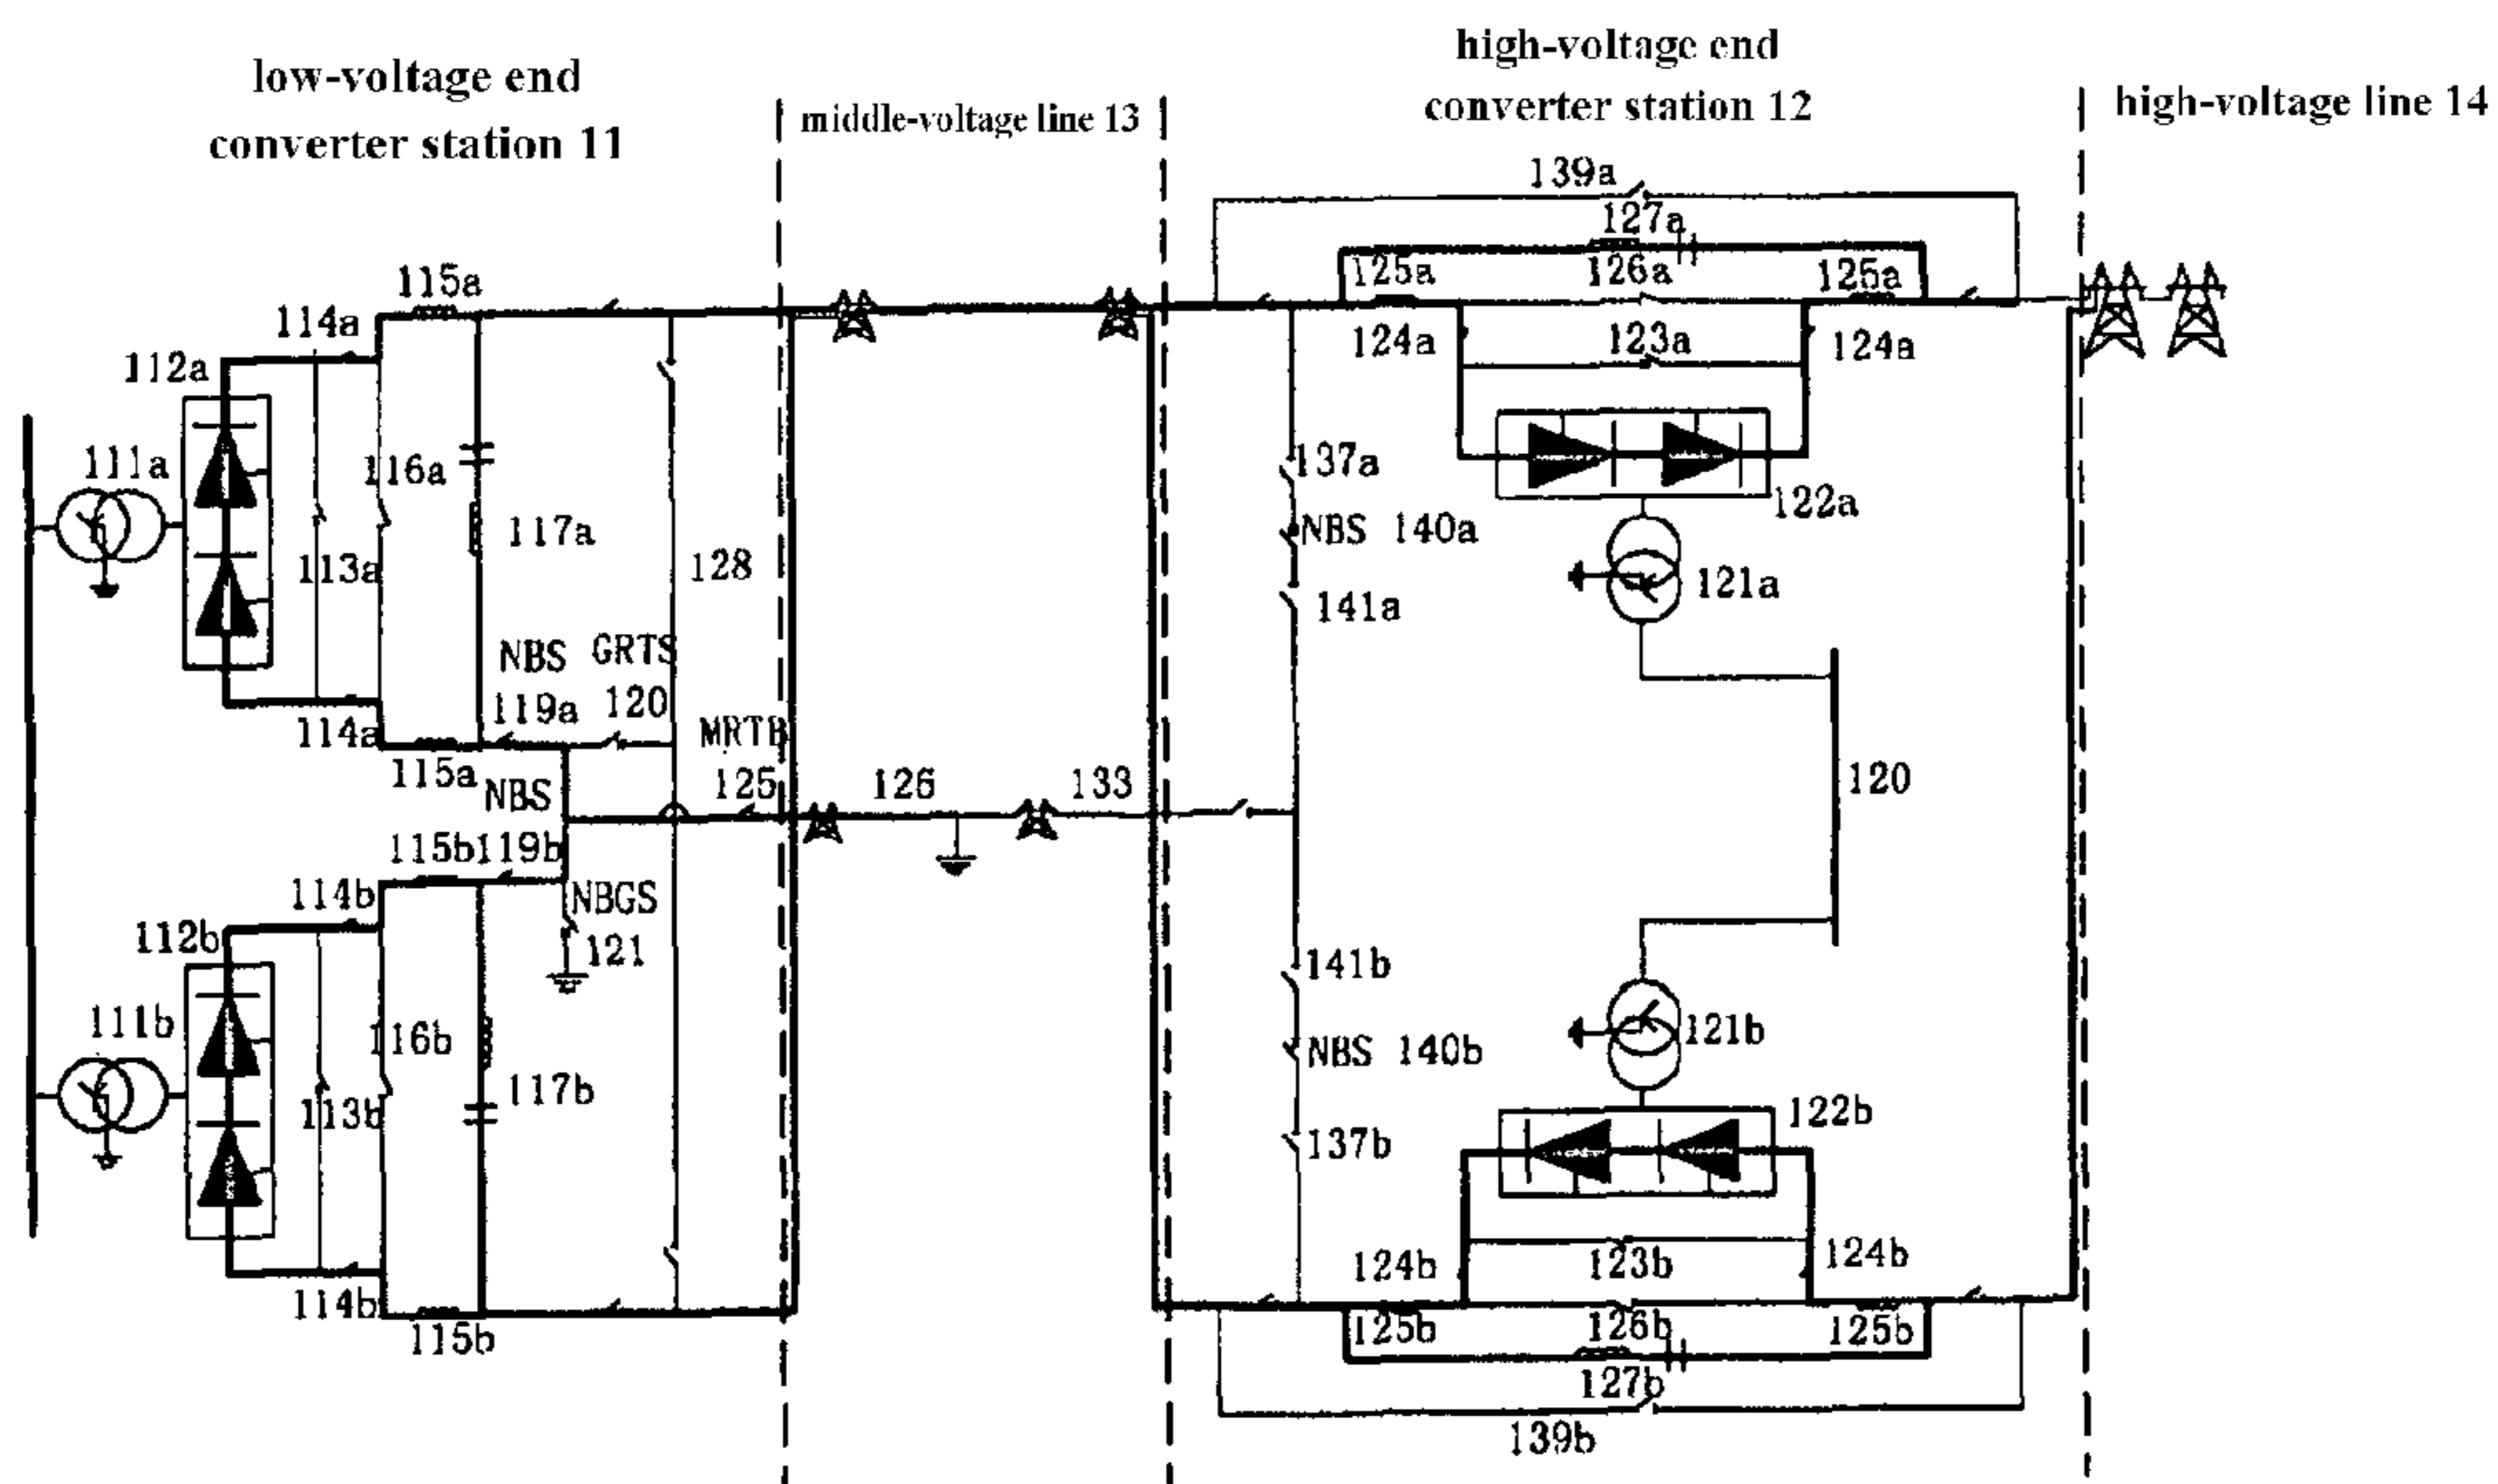 low-voltage end
converter station 11
middle-voltage line 13
high-voltage end
converter station 12
high-voltage line 14
139a
127a
115a
125a
126a
125a
114a
124a
123a
124a
112a
111a
116a
137a
122a
117a
NBS 140a
113a
128
121a
141a
NBS
GRTS
119a
120
114a
MRTB
115a
NBS
125
126
133
120
115b
119b
114b
NBGS
112b
121
141b
111b
116b
121b
NBS 140b
117b
122b
113b
137b
124b
123b
124b
114b
115b
125b
126b
125b
127b
139b